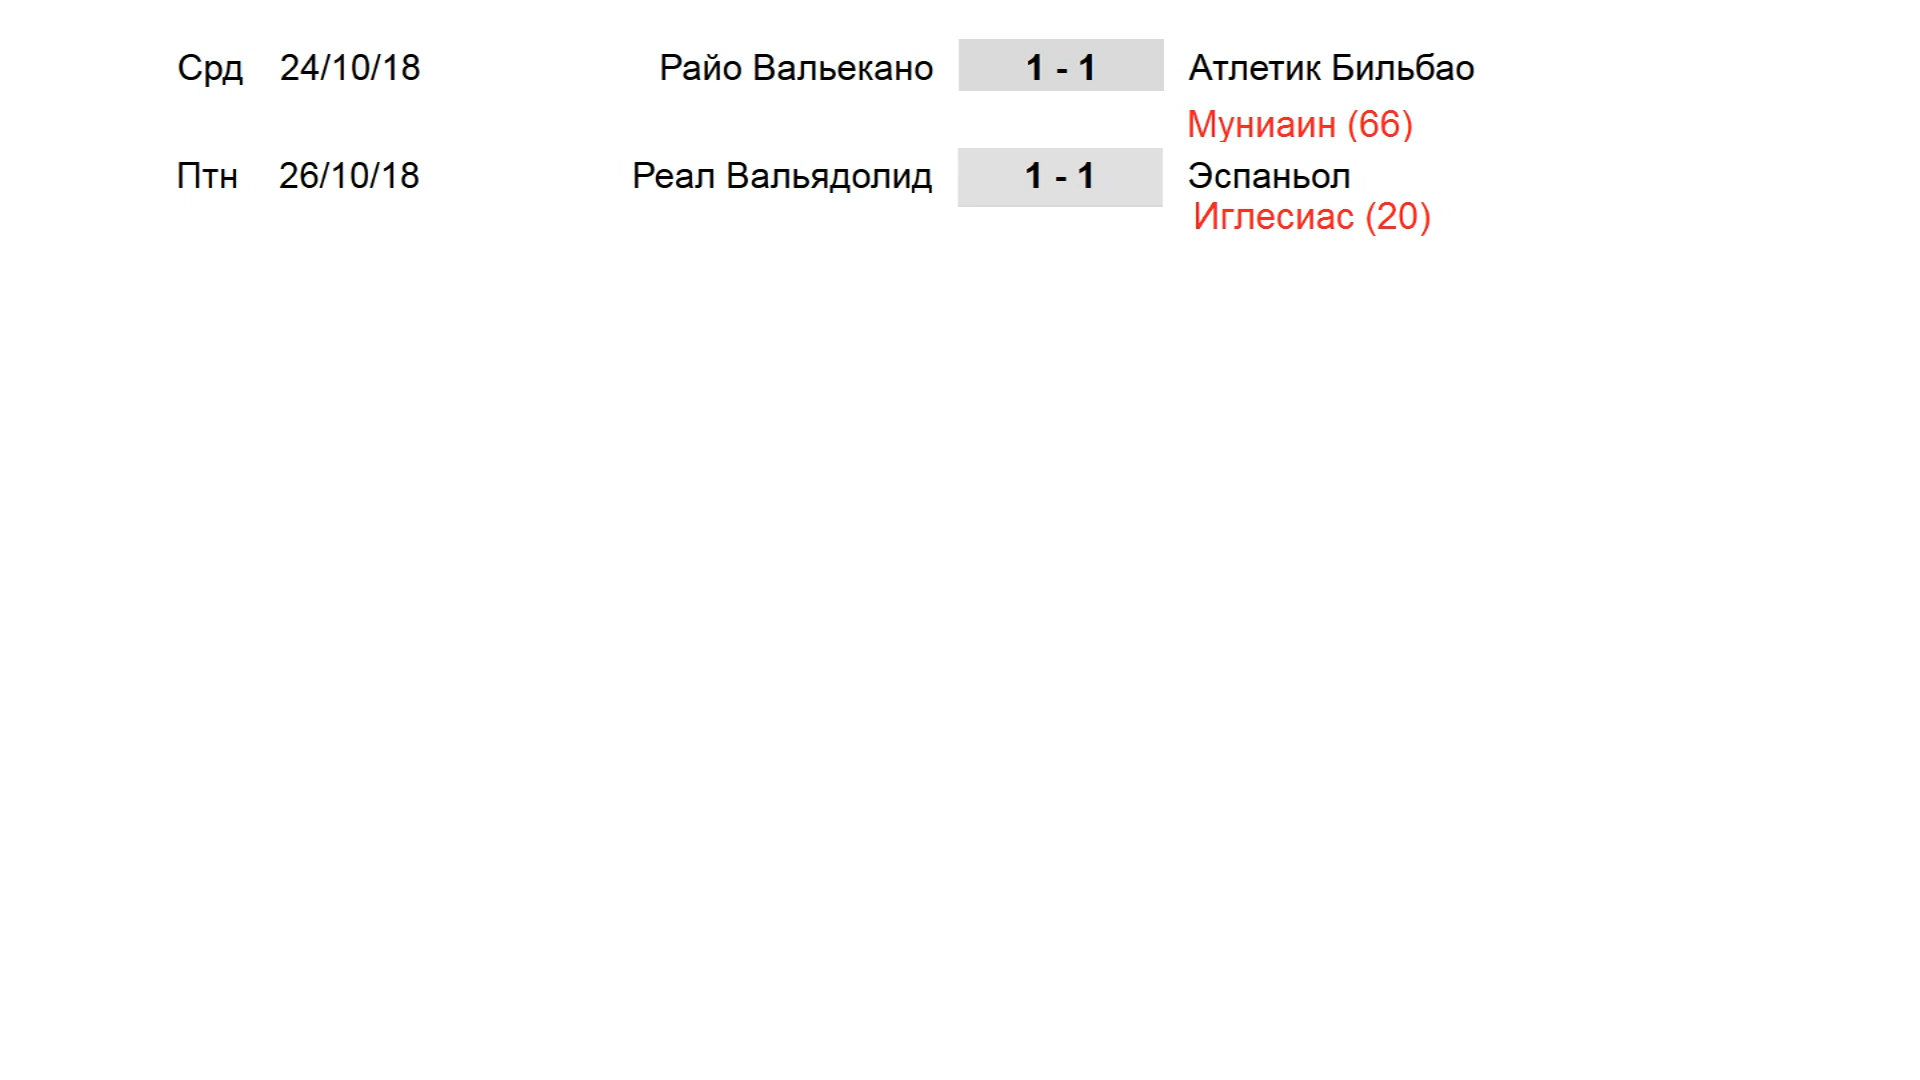 Срд 24/10/18 Райо Вальекано 1 - 1 Атлетик Бильбао
Муниаин (66)
Птн 26/10/18 Реал Вальядолид 1 - 1 Эспаньол
Иглесиас (20)